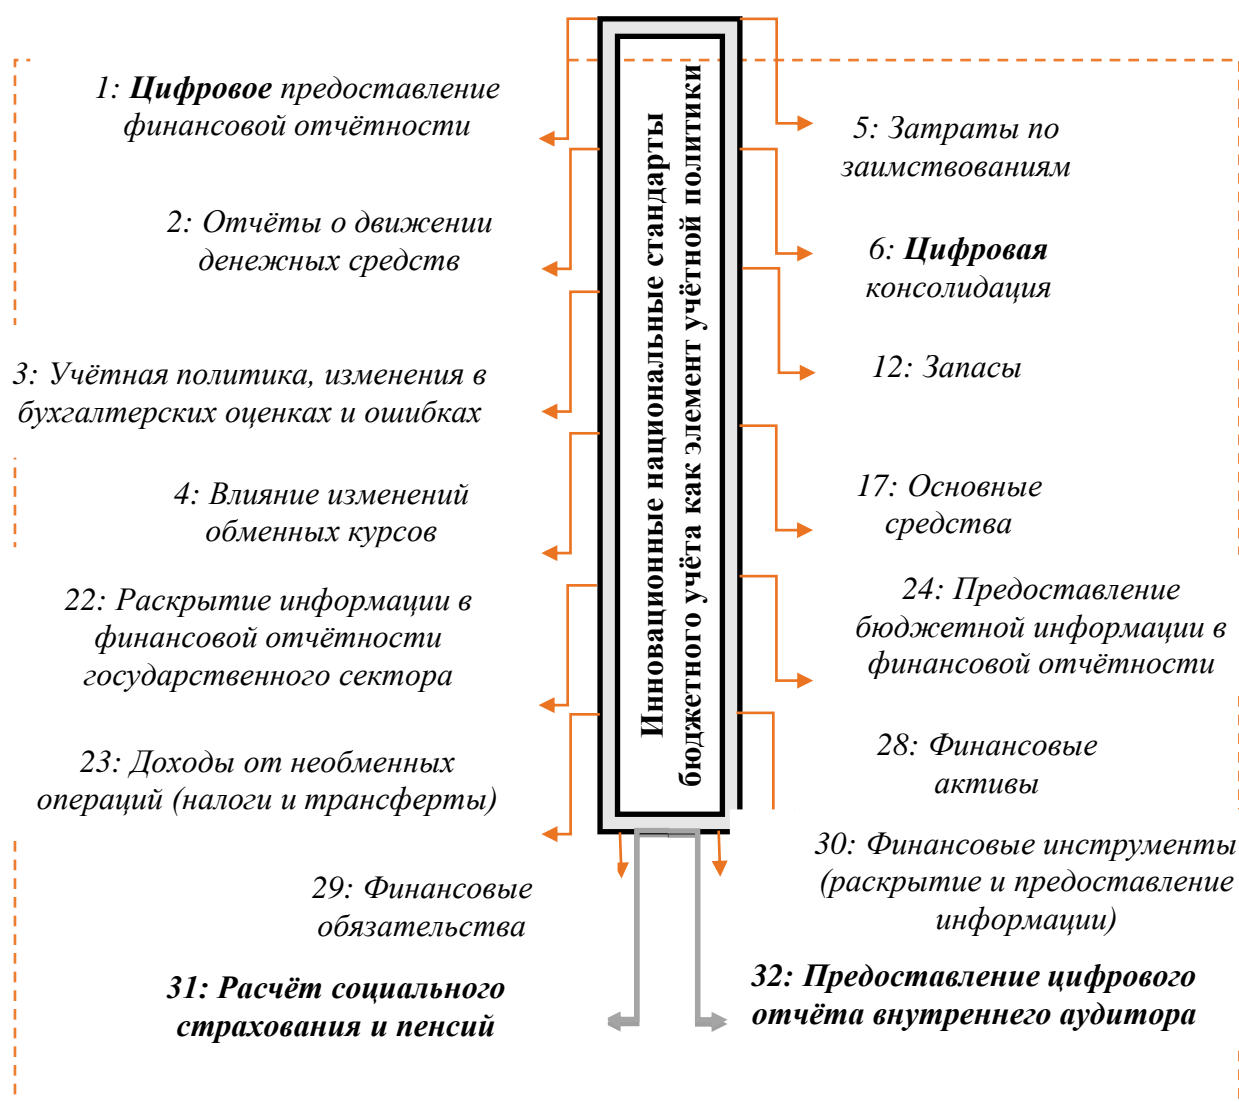 1: Цифровое предоставление
финансовой отчётности
2: Отчёты о движении
денежных средств
3: Учётная политика, изменения в
бухгалтерских оценках и ошибках
4: Влияние изменений
обменных курсов
22: Раскрытие информации в
финансовой отчётности
государственного сектора
23: Доходы от необменных
операций (налоги и трансферты)
29: Финансовые
обязательства
31: Расчёт социального
страхования и пенсий
Инновационные национальные стандарты
бюджетного учёта как элемент учётной политики
5: Затраты по
заимствованиям
6: Цифровая
консолидация
12: Запасы
17: Основные
средства
24: Предоставление
бюджетной информации в
финансовой отчётности
28: Финансовые
активы
30: Финансовые инструменты
(раскрытие и предоставление
информации)
32: Предоставление цифрового
отчёта внутреннего аудитора